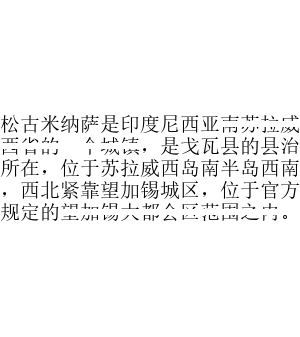 松古米纳萨是印度尼西亚南苏拉威
西省的一个城镇，是戈瓦县的县治
所在，位于苏拉威西岛南半岛西南
，西北紧靠望加锡城区，位于官方
规定的望加锡大都会区范围之内。